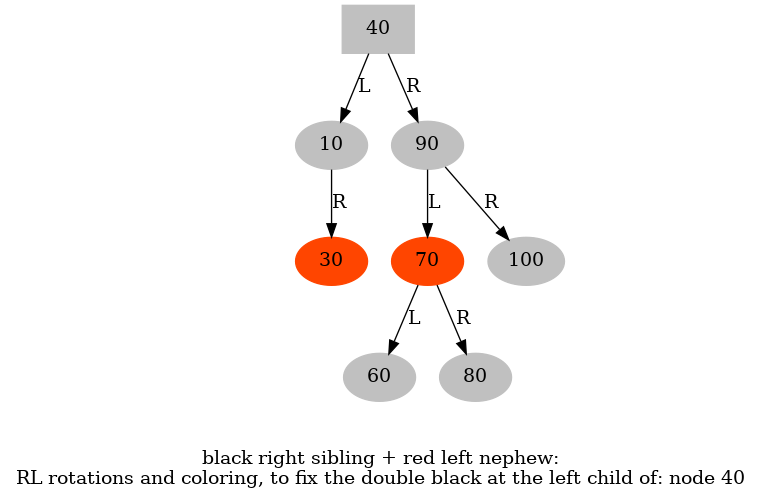 40
L R
10 90
R L R
30 70 100
L R
60 80
black right sibling + red left nephew:
RL rotations and coloring, to fix the double black at the left child of: node 40